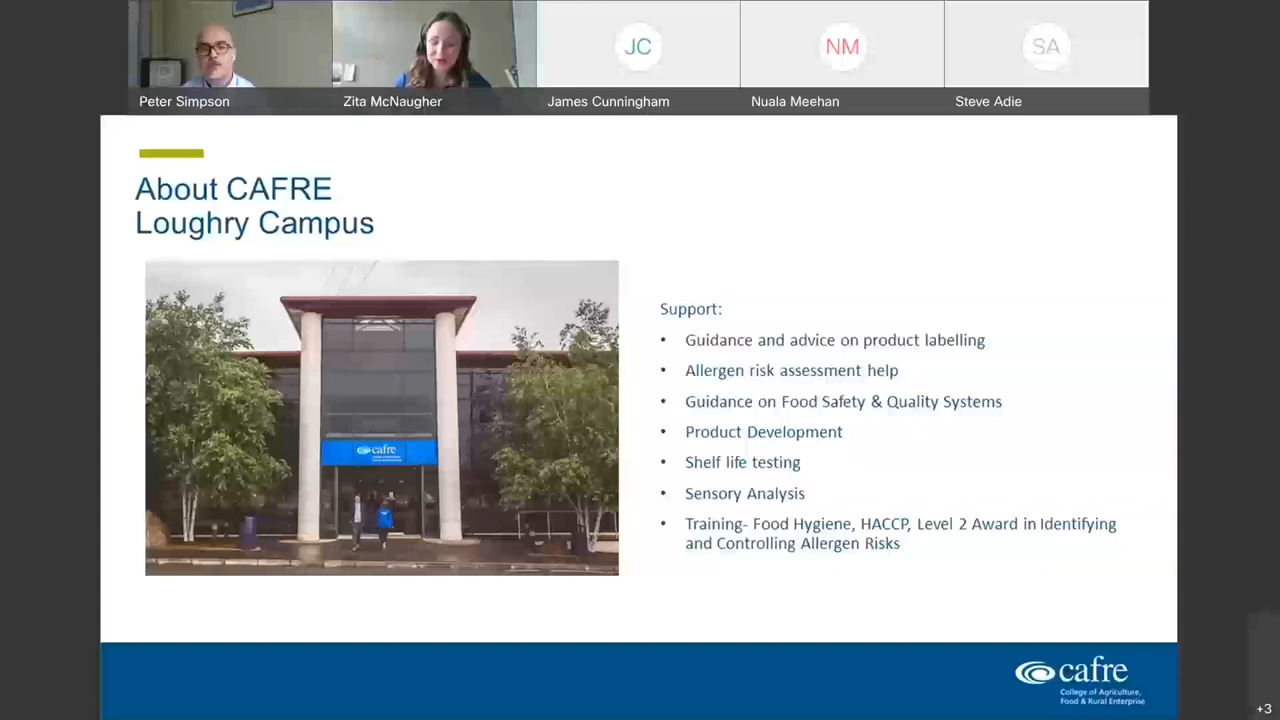 JC
NM
SA
Peter Simpson
Zita McNaugher
James Cunningham
Nuala Meehan
Steve Adie
About CAFRE
Loughry Campus
cafre
Support:
• Guidance and advice on product labelling
• Allergen risk assessment help
• Guidance on Food Safety & Quality Systems
• Product Development
• Shelf life testing
• Sensory Analysis
• Training- Food Hygiene, HACCP, Level 2 Award in Identifying
and Controlling Allergen Risks
cafre
College of Agriculture,
Food & Rural Enterprise
+3